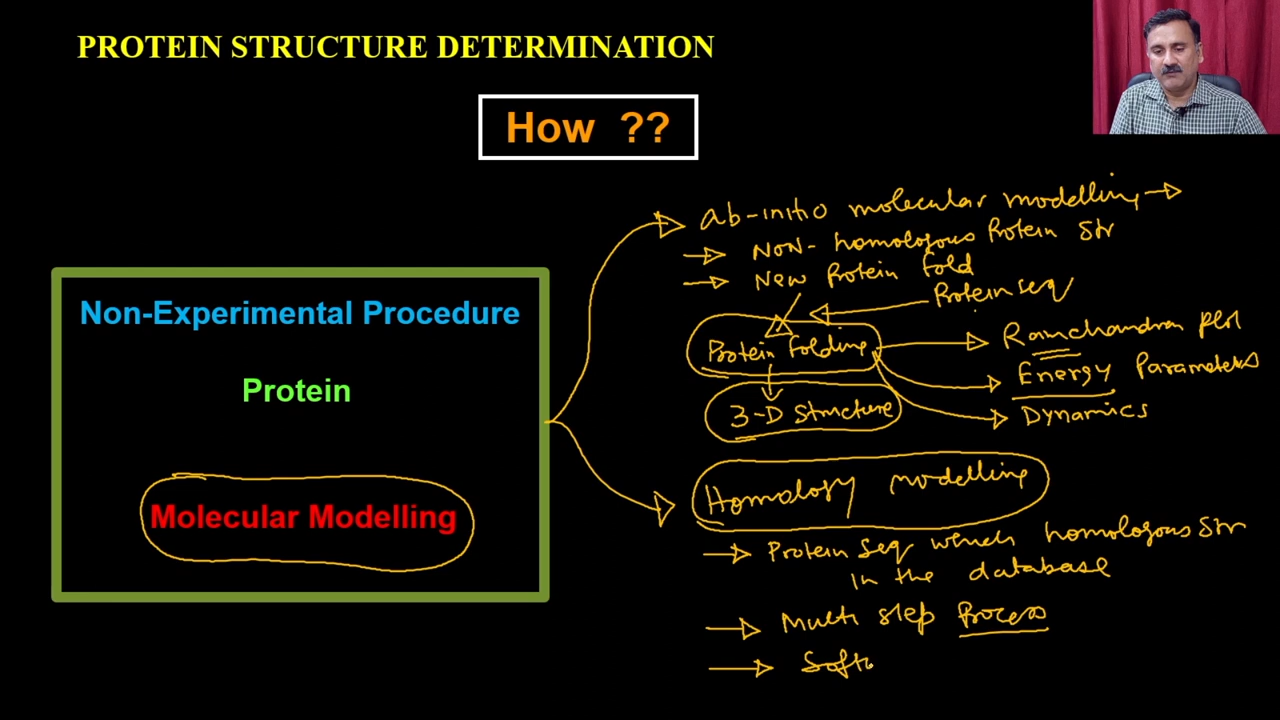 PROTEIN STRUCTURE DETERMINATION
How ??
Non-Experimental Procedure
Protein
Molecular Modelling
ab-initio molecular modelling
Non-homologous Protein Str
New Protein fold
Protein seq
Protein folding
3-D Structure
Ramchandran plot
Energy Parameters
Dynamics
Homology modelling
Protein seq which homologous Str
in the database
Multi step Process
Soft